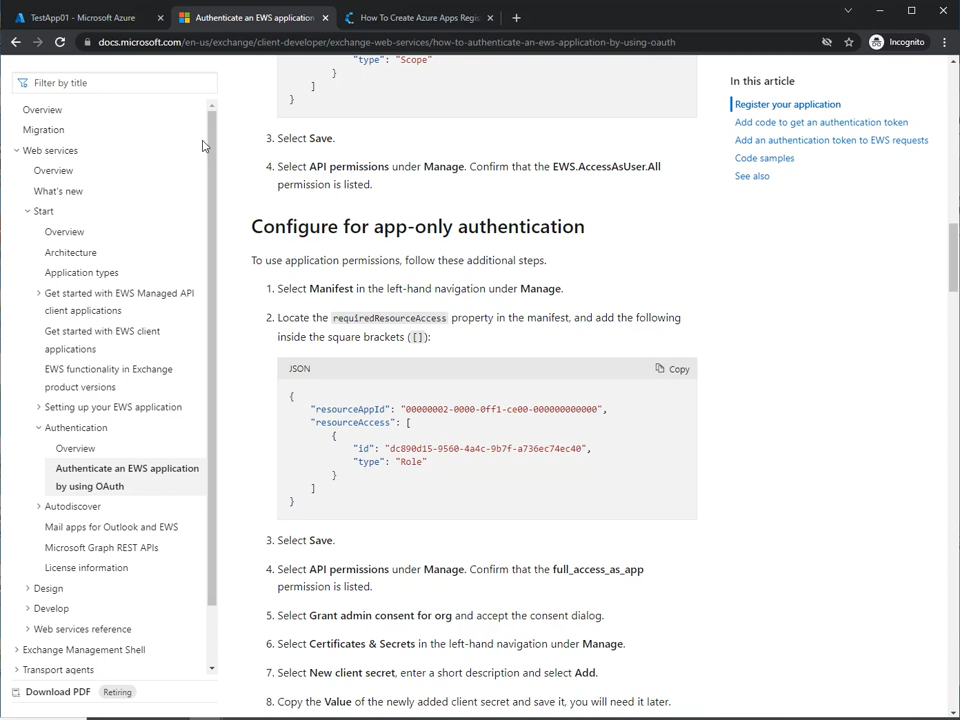 TestApp01 - Microsoft Azure
Authenticate an EWS application
How To Create Azure Apps Regist
docs.microsoft.com/en-us/exchange/client-developer/exchange-web-services/how-to-authenticate-an-ews-application-by-using-oauth
Incognito
Filter by title
Overview
Migration
Web services
Overview
What's new
Start
Overview
Architecture
Application types
Get started with EWS Managed API
client applications
Get started with EWS client
applications
EWS functionality in Exchange
product versions
Setting up your EWS application
Authentication
Overview
Authenticate an EWS application
by using OAuth
Autodiscover
Mail apps for Outlook and EWS
Microsoft Graph REST APIs
License information
Design
Develop
Web services reference
Exchange Management Shell
Transport agents
Download PDF
Retiring
"type": "Scope"
}
]
}
3. Select Save.
4. Select API permissions under Manage. Confirm that the EWS.AccessAsUser.All
permission is listed.
Configure for app-only authentication
To use application permissions, follow these additional steps.
1. Select Manifest in the left-hand navigation under Manage.
2. Locate the requiredResourceAccess property in the manifest, and add the following
inside the square brackets ([]):
JSON
Copy
{
"resourceAppId": "00000002-0000-0ff1-ce00-000000000000",
"resourceAccess": [
{
"id": "dc890d15-9560-4a4c-9b7f-a736ec74ec40",
"type": "Role"
}
]
}
3. Select Save.
4. Select API permissions under Manage. Confirm that the full_access_as_app
permission is listed.
5. Select Grant admin consent for org and accept the consent dialog.
6. Select Certificates & Secrets in the left-hand navigation under Manage.
7. Select New client secret, enter a short description and select Add.
8. Copy the Value of the newly added client secret and save it, you will need it later.
In this article
Register your application
Add code to get an authentication token
Add an authentication token to EWS requests
Code samples
See also